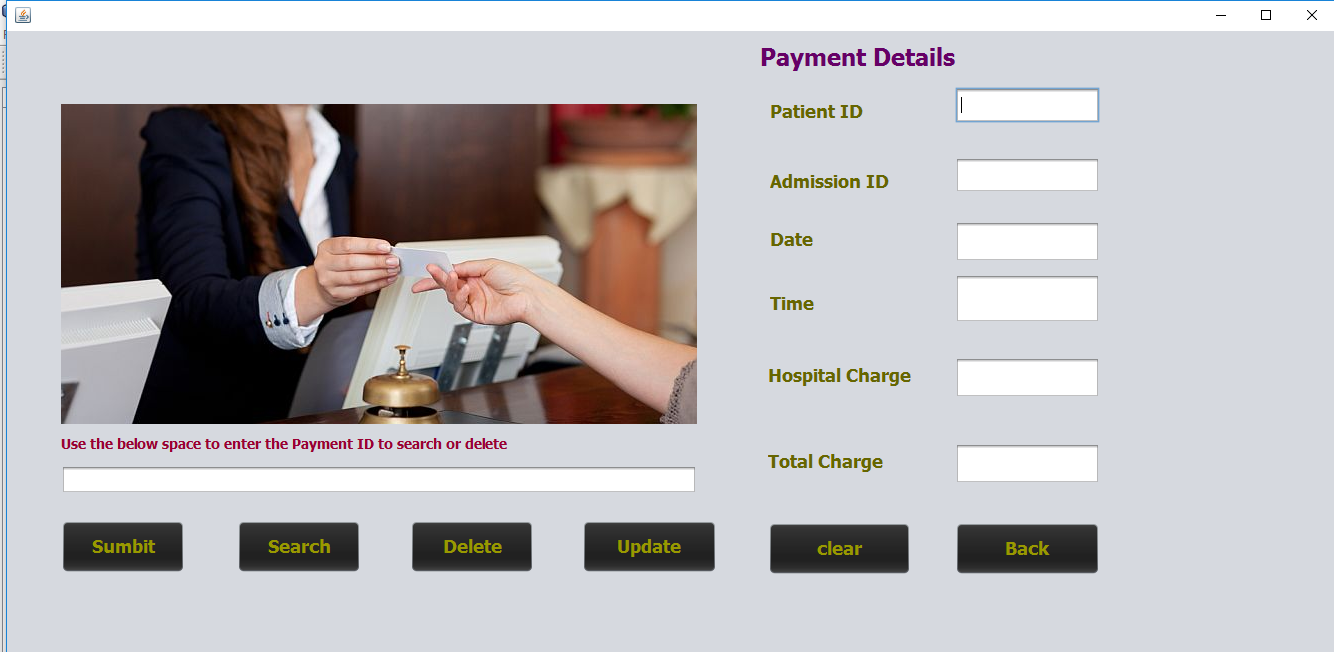 Payment Details
Patient ID
Admission ID
Date
Time
Hospital Charge
Total Charge
Use the below space to enter the Payment ID to search or delete
Sumbit
Search
Delete
Update
clear
Back